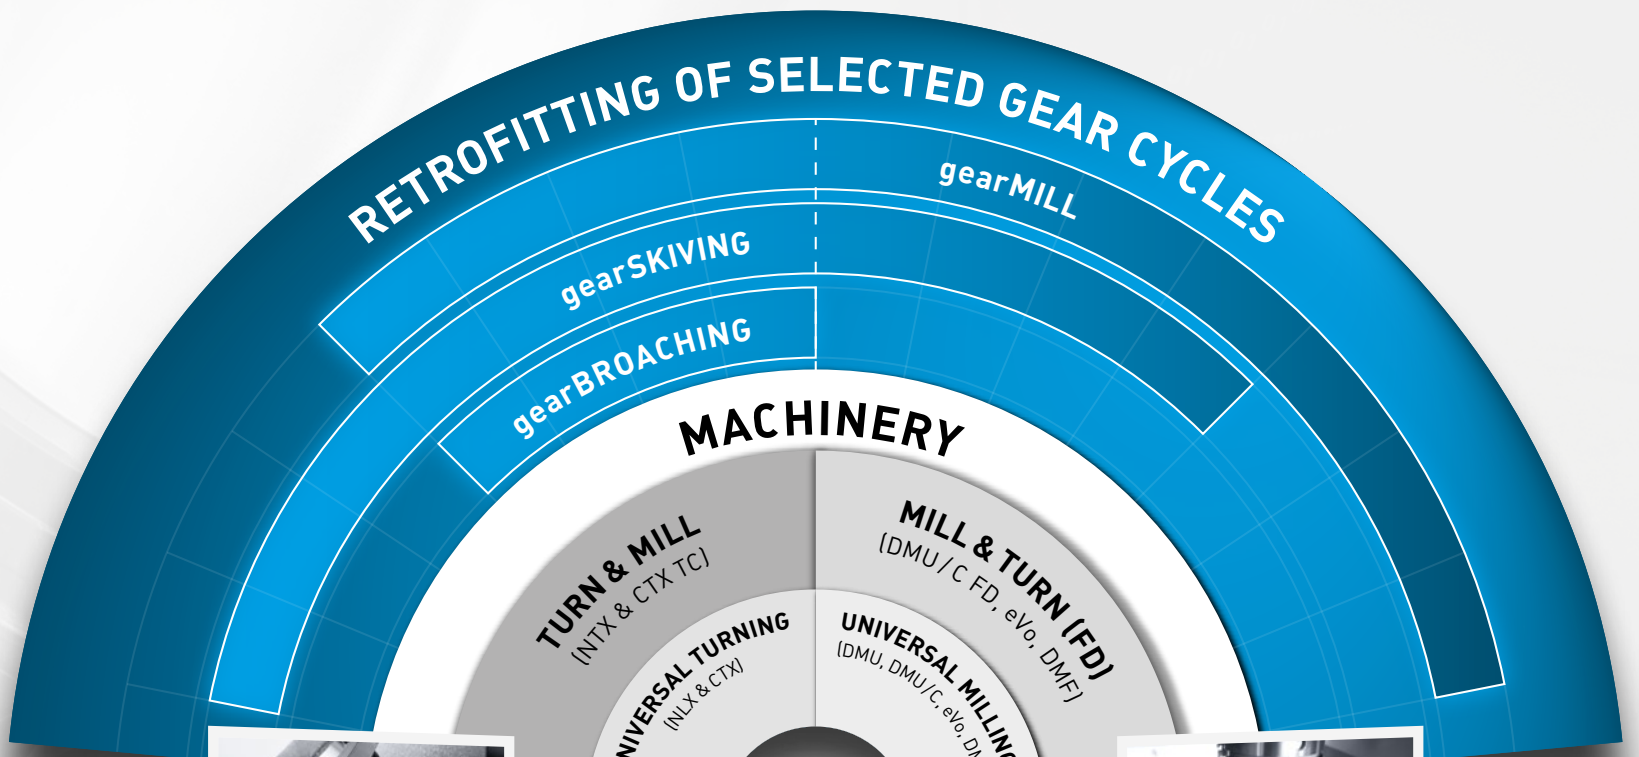 RETROFITTING OF SELECTED GEAR CYCLES
gearMILL
gearSKIVING
gearBROACHING
MACHINERY
TURN & MILL
(NTX & CTX TC)
MILL & TURN (FD)
(DMU/C FD, eVo, DMF)
TURNING
(NLX & CTX)
UNIVERSAL MILLING
(DMU, DMU/C, eVo,